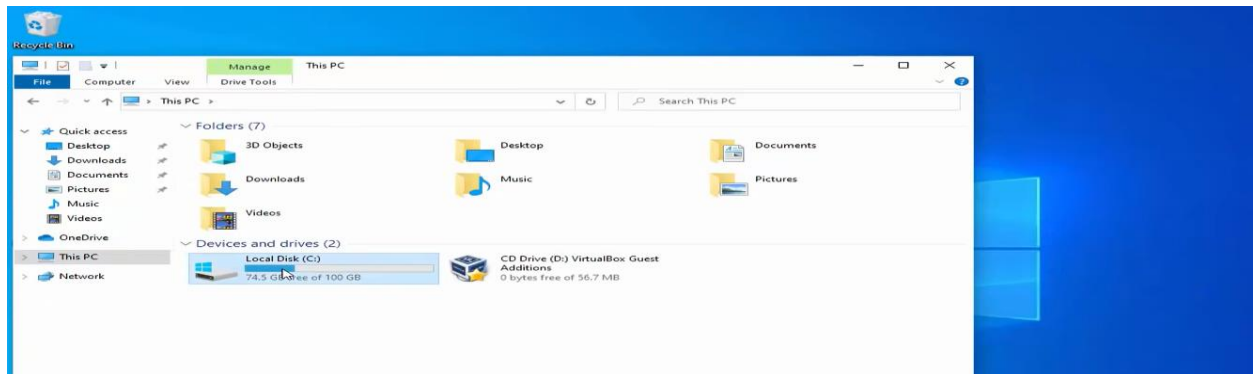 Recycle Bin
Manage
This PC
File
Computer
View
Drive Tools
This PC
Search This PC
Quick access
Desktop
Downloads
Documents
Pictures
Music
Videos
OneDrive
This PC
Network
Folders (7)
3D Objects
Desktop
Documents
Downloads
Music
Pictures
Videos
Devices and drives (2)
Local Disk (C:)
74.5 GB free of 100 GB
CD Drive (D:) VirtualBox Guest
Additions
0 bytes free of 56.7 MB